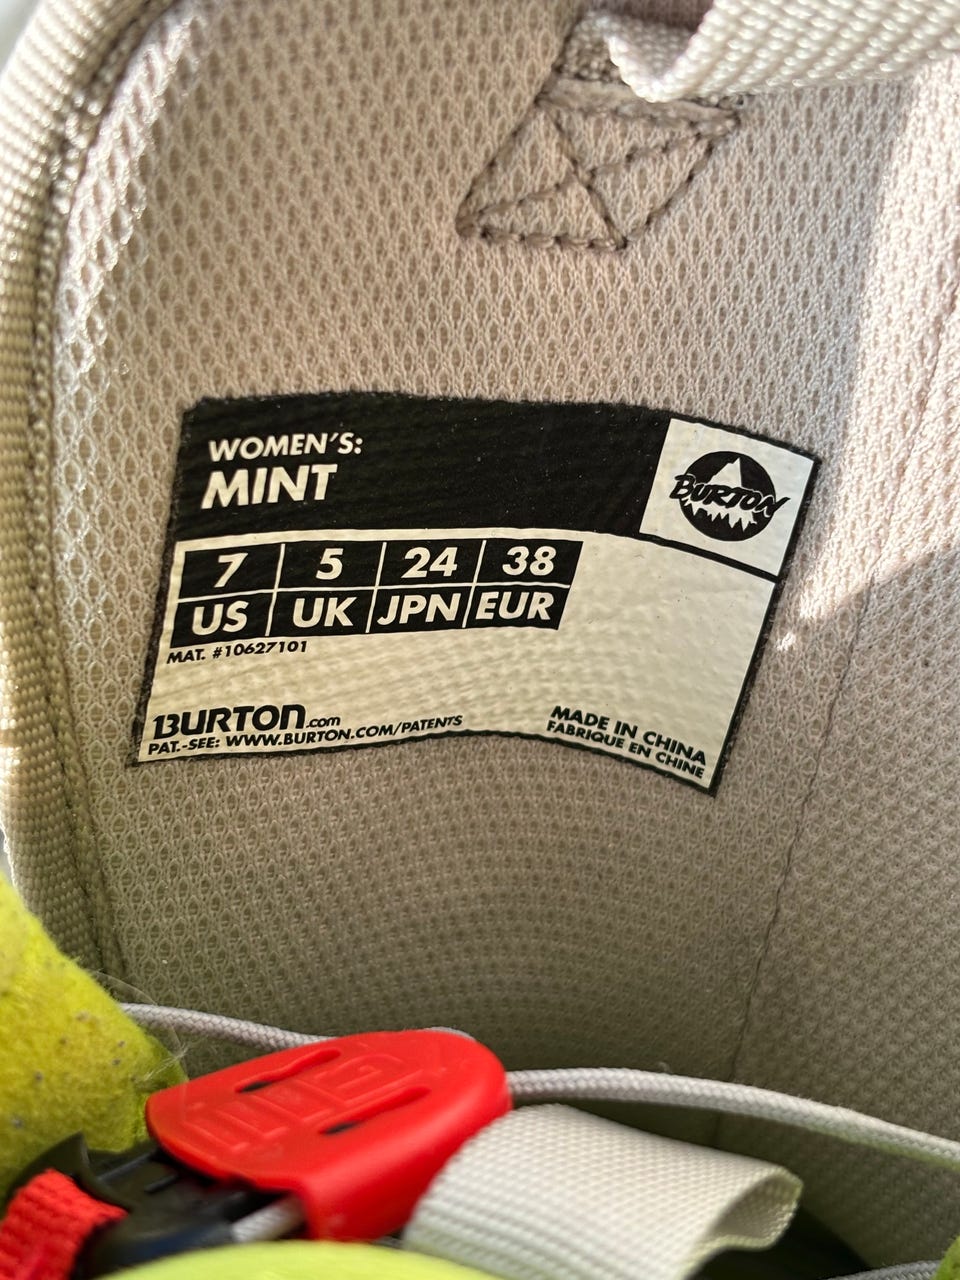 WOMEN'S:
MINT
BURTON
7 5 24 38
US UK JPN EUR
MAT. #10627101
BURTON.com
PAT.-SEE: WWW.BURTON.COM/PATENTS
MADE IN CHINA
FABRIQUE EN CHINE